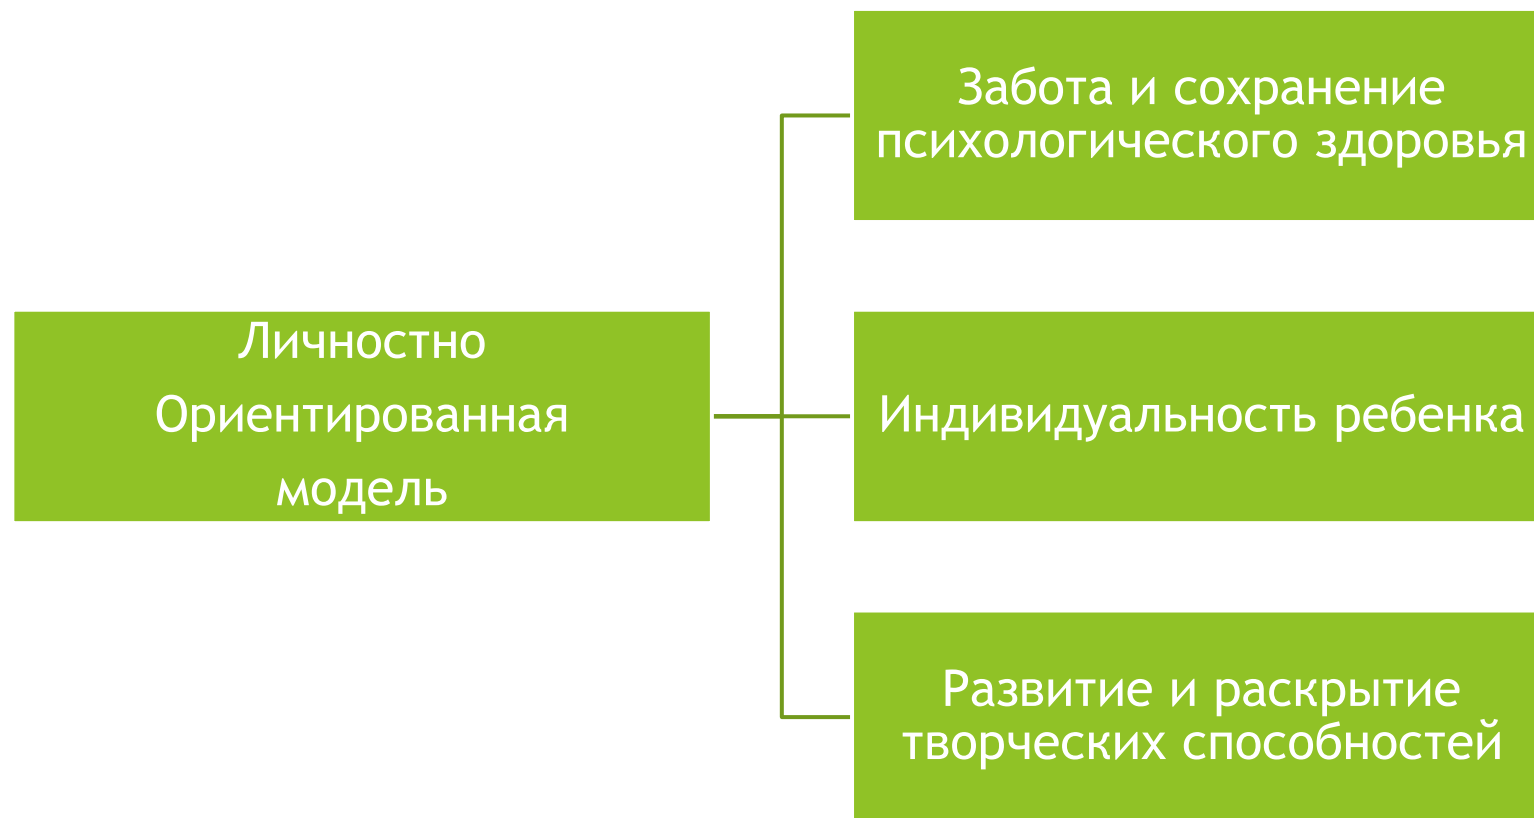 Забота и сохранение
психологического здоровья
Личностно
Ориентированная
модель
Индивидуальность ребенка
Развитие и раскрытие
творческих способностей